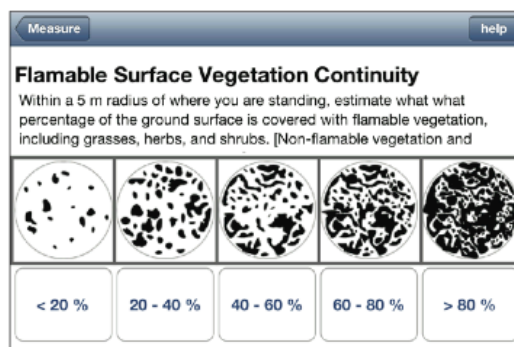 Measure help
Flamable Surface Vegetation Continuity
Within a 5 m radius of where you are standing, estimate what what
percentage of the ground surface is covered with flamable vegetation,
including grasses, herbs, and shrubs. [Non-flamable vegetation and
< 20 % 20 - 40 % 40 - 60 % 60 - 80 % > 80 %